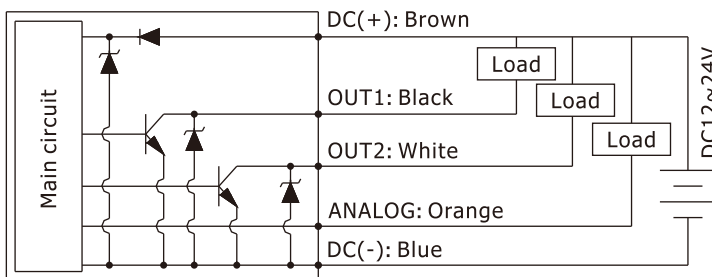 DC(+): Brown
Load
OUT1: Black
Load
OUT2: White
Load
ANALOG: Orange
DC(-): Blue
Main circuit
DC12~24V